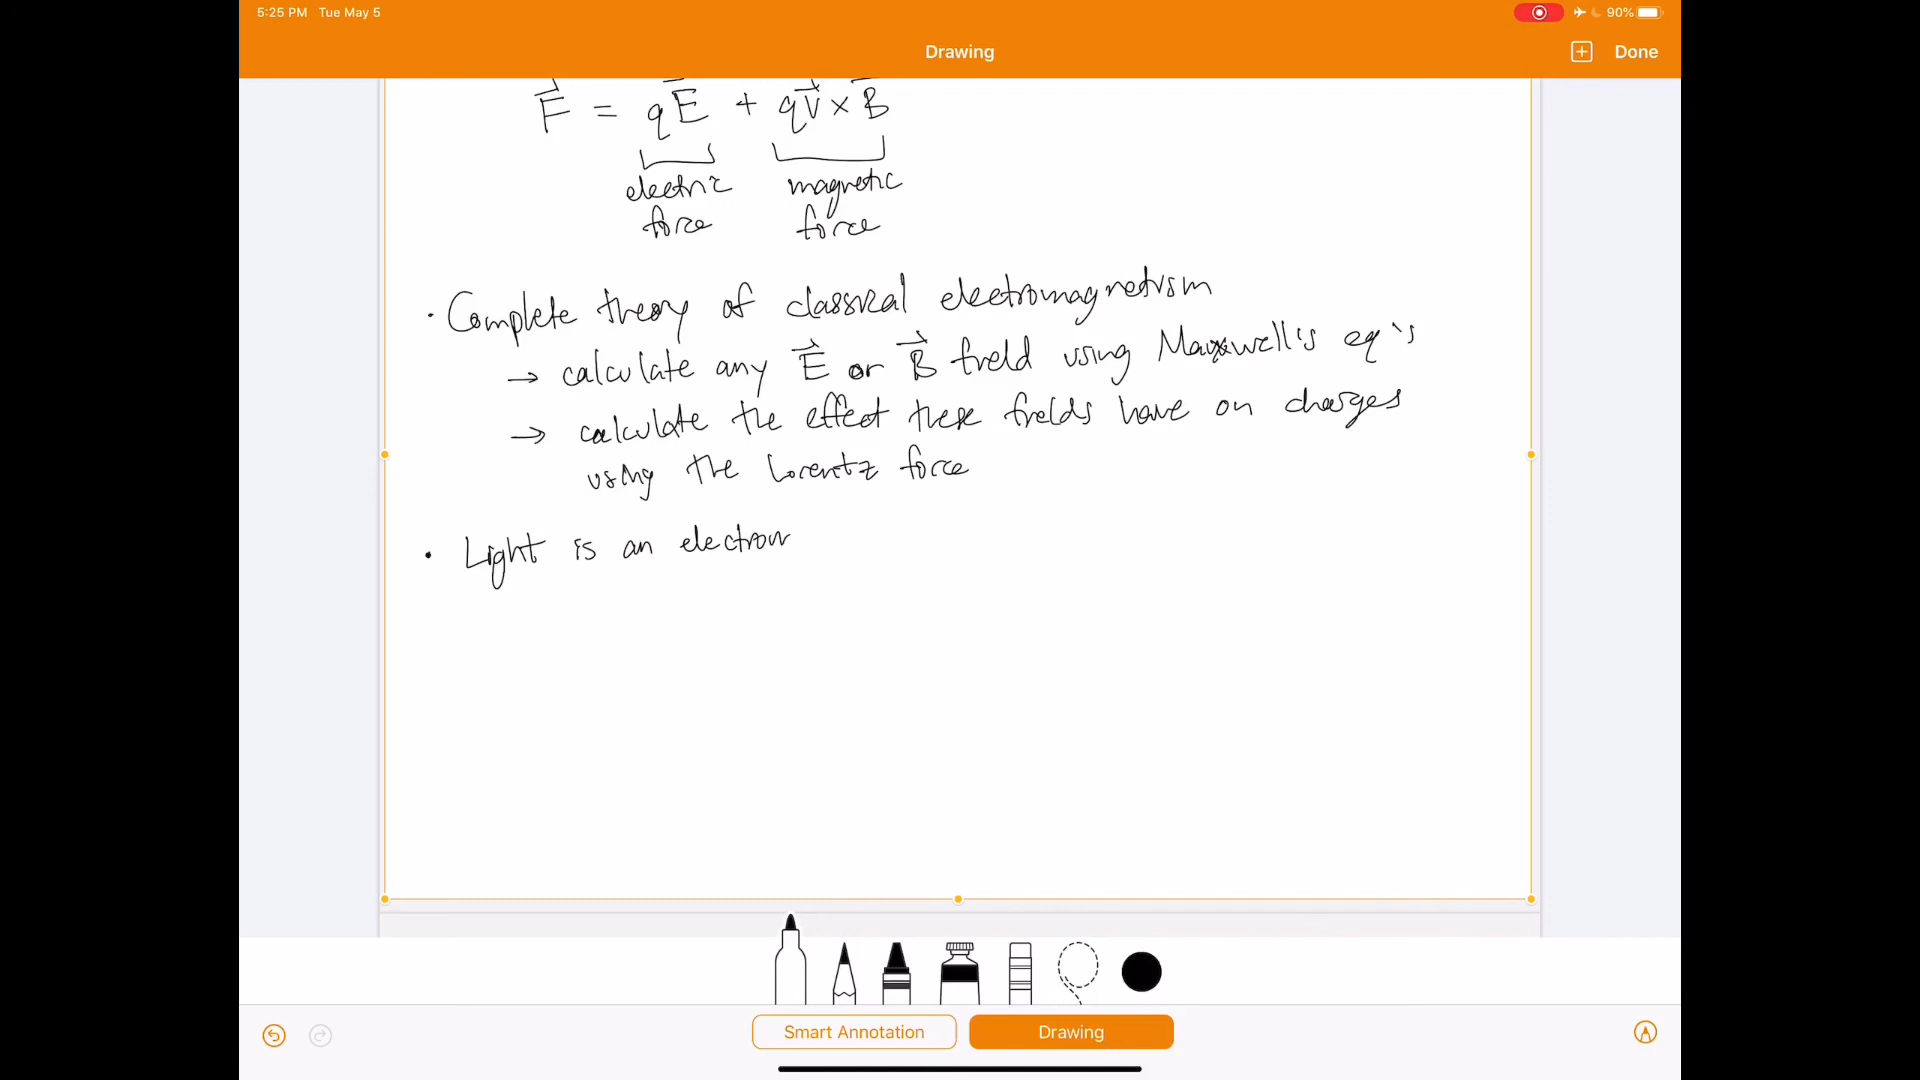 5:25 PM Tue May 5
90%
Drawing
Done
F⃗ = qE⃗ + qv⃗ × B⃗
electric magnetic
force force
· Complete theory of classical electromagnetism
→ calculate any E⃗ or B⃗ field using Maxwell's eq's
→ calculate the effect these fields have on charges
using the Lorentz force
· Light is an electrom
Smart Annotation
Drawing